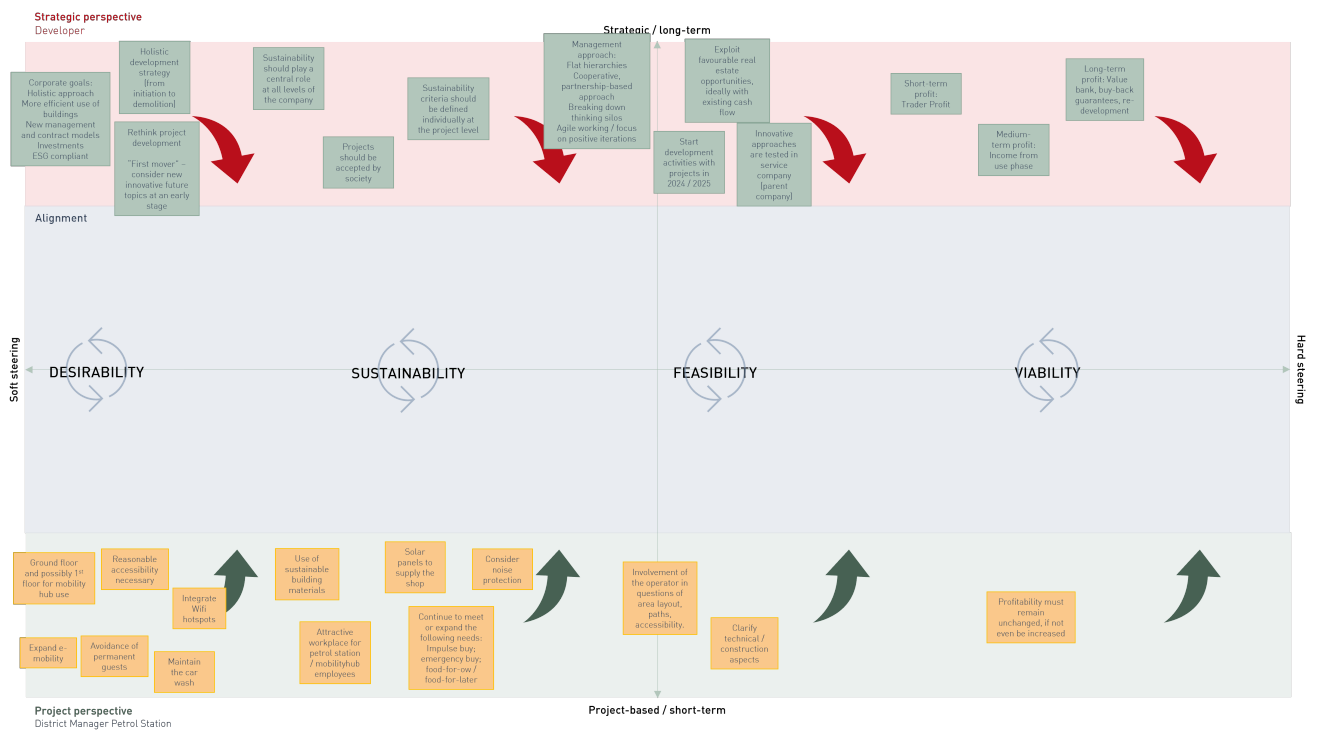 Strategic perspective
Developer
Strategic / long-term
Corporate goals:
Holistic approach
More efficient use of
buildings
New management
and contract models
Investments
ESG compliant
Holistic
development
strategy
(from
initiation to
demolition)
Rethink project
development
"First mover" –
consider new
innovative future
topics at an early
stage
Sustainability
should play a
central role
at all levels of
the company
Projects
should be
accepted by
society
Sustainability
criteria should
be defined
individually at
the project level
Management
approach:
Flat hierarchies
Cooperative,
partnership-based
approach
Breaking down
thinking silos
Agile working / focus
on positive iterations
Exploit
favourable real
estate
opportunities,
ideally with
existing cash
flow
Start
development
activities with
projects in
2024 / 2025
Innovative
approaches
are tested in
service
company
(parent
company)
Short-term
profit:
Trader Profit
Medium-
term profit:
Income from
use phase
Long-term
profit: Value
bank, buy-back
guarantees, re-
development
Alignment
Soft steering
DESIRABILITY
SUSTAINABILITY
FEASIBILITY
VIABILITY
Hard steering
Ground floor
and possibly 1st
floor for mobility
hub use
Reasonable
accessibility
necessary
Integrate
Wifi
hotspots
Expand e-
mobility
Avoidance of
permanent
guests
Maintain
the car
wash
Use of
sustainable
building
materials
Solar
panels to
supply the
shop
Consider
noise
protection
Attractive
workplace for
petrol station
/ mobilityhub
employees
Continue to meet
or expand the
following needs:
Impulse buy;
emergency buy;
food-for-ow /
food-for-later
Involvement of
the operator in
questions of
area layout,
paths,
accessibility.
Clarify
technical /
construction
aspects
Profitability must
remain
unchanged, if not
even be increased
Project perspective
District Manager Petrol Station
Project-based / short-term